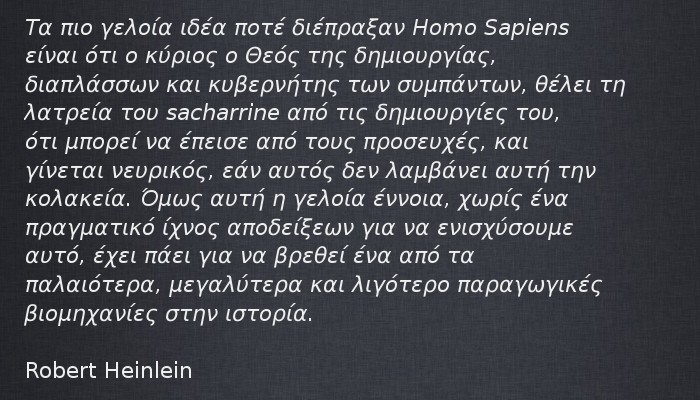 Τα πιο γελοία ιδέα ποτέ διέπραξαν Homo Sapiens
είναι ότι ο κύριος ο Θεός της δημιουργίας,
διαπλάσσων και κυβερνήτης των συμπάντων, θέλει τη
λατρεία του sacharrine από τις δημιουργίες του,
ότι μπορεί να έπεισε από τους προσευχές, και
γίνεται νευρικός, εάν αυτός δεν λαμβάνει αυτή την
κολακεία. Όμως αυτή η γελοία έννοια, χωρίς ένα
πραγματικό ίχνος αποδείξεων για να ενισχύσουμε
αυτό, έχει πάει για να βρεθεί ένα από τα
παλαιότερα, μεγαλύτερα και λιγότερο παραγωγικές
βιομηχανίες στην ιστορία.
Robert Heinlein